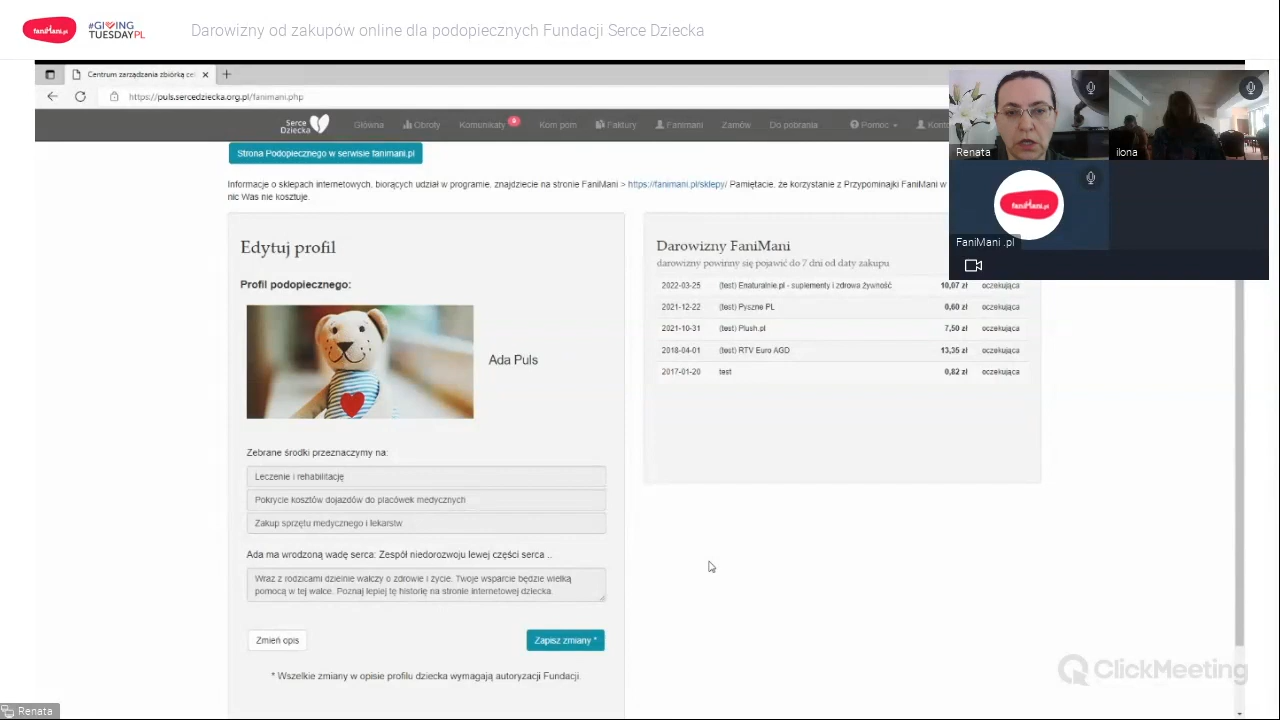 faniMani.pl
#GIVING
TUESDAYPL
Darowizny od zakupów online dla podopiecznych Fundacji Serce Dziecka
Centrum zarządzania zbiórką cel
https://puls.sercedziecka.org.pl/fanimani.php
Serce
Dziecka
Główna
Obroty
Komunikaty
Kom pom
Faktury
Fanimani
Zamów
Do pobrania
Pomoc
Konto
Strona Podopiecznego w serwisie fanimani.pl
Informacje o sklepach internetowych, biorących udział w programie, znajdziecie na stronie FaniMani > https://fanimani.pl/sklepy/ Pamiętacie, że korzystanie z Przypominajki FaniMani w
nic Was nie kosztuje.
Edytuj profil
Profil podopiecznego:
Ada Puls
Zebrane środki przeznaczymy na:
Leczenie i rehabilitację
Pokrycie kosztów dojazdów do placówek medycznych
Zakup sprzętu medycznego i lekarstw
Ada ma wrodzoną wadę serca: Zespół niedorozwoju lewej części serca ..
Wraz z rodzicami dzielnie walczy o zdrowie i życie. Twoje wsparcie będzie wielką
pomocą w tej walce. Poznaj lepiej tę historię na stronie internetowej dziecka.
Zmień opis
Zapisz zmiany *
* Wszelkie zmiany w opisie profilu dziecka wymagają autoryzacji Fundacji.
Darowizny FaniMani
darowizny powinny się pojawić do 7 dni od daty zakupu
2022-03-25 (test) Enaturalnie.pl - suplementy i zdrowa żywność 10,07 zł oczekująca
2021-12-22 (test) Pyszne PL 0,60 zł oczekująca
2021-10-31 (test) Plush.pl 7,50 zł oczekująca
2018-04-01 (test) RTV Euro AGD 13,35 zł oczekująca
2017-01-20 test 0,82 zł oczekująca
Renata
ilona
faniMani.pl
FaniMani .pl
ClickMeeting
Renata